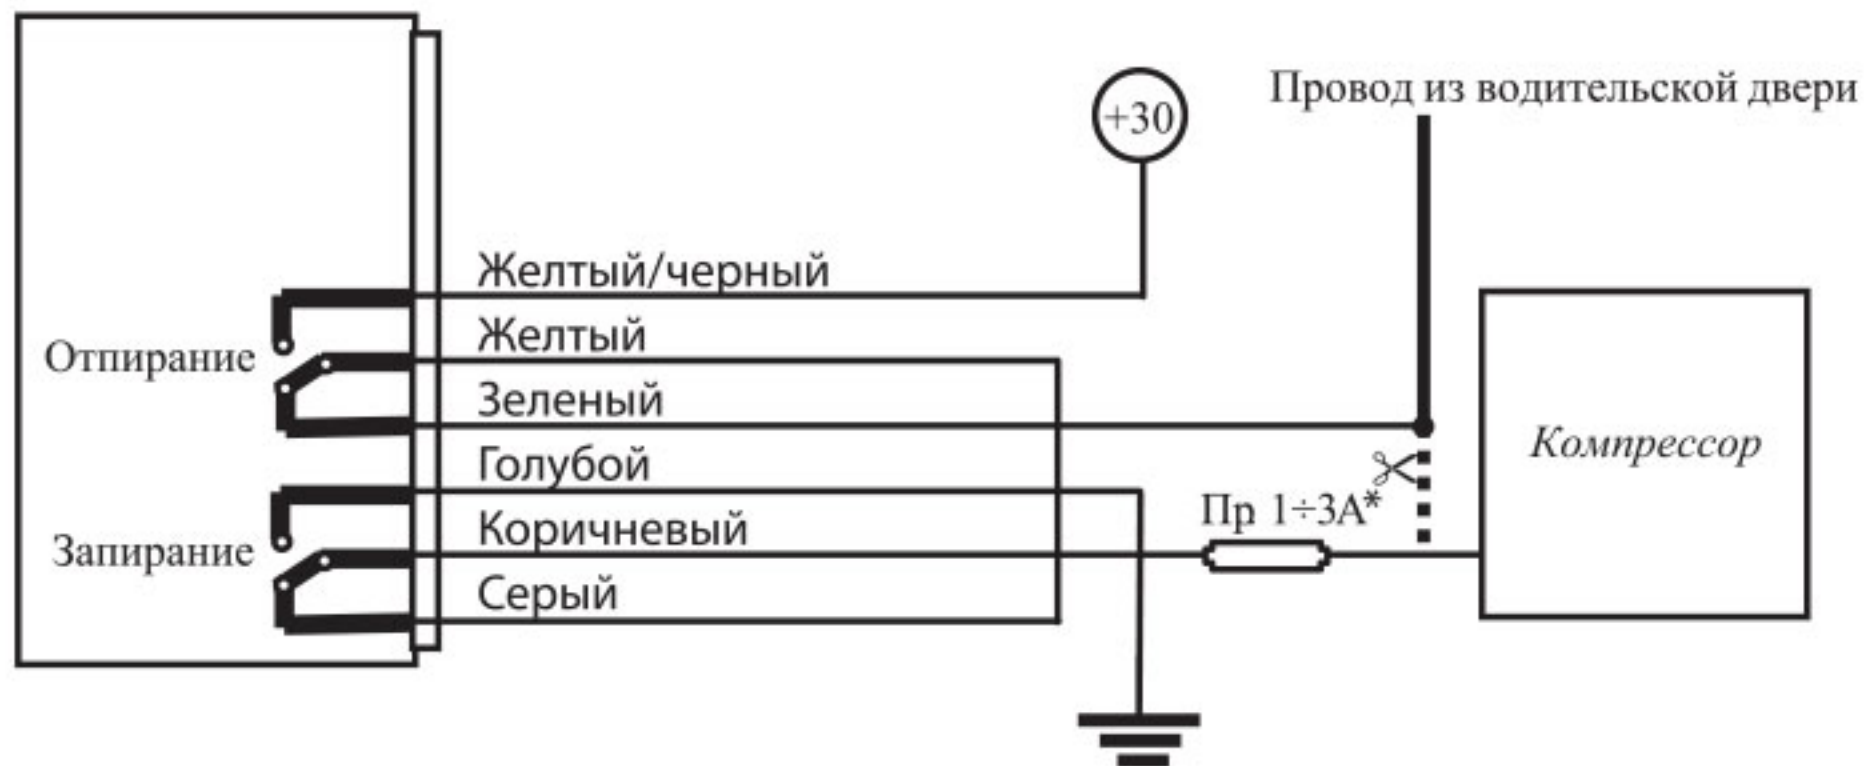 Провод из водительской двери
+30
Желтый/черный
Желтый
Отпирание
Зеленый
Голубой
Компрессор
Пр 1÷3А*
Коричневый
Запирание
Серый